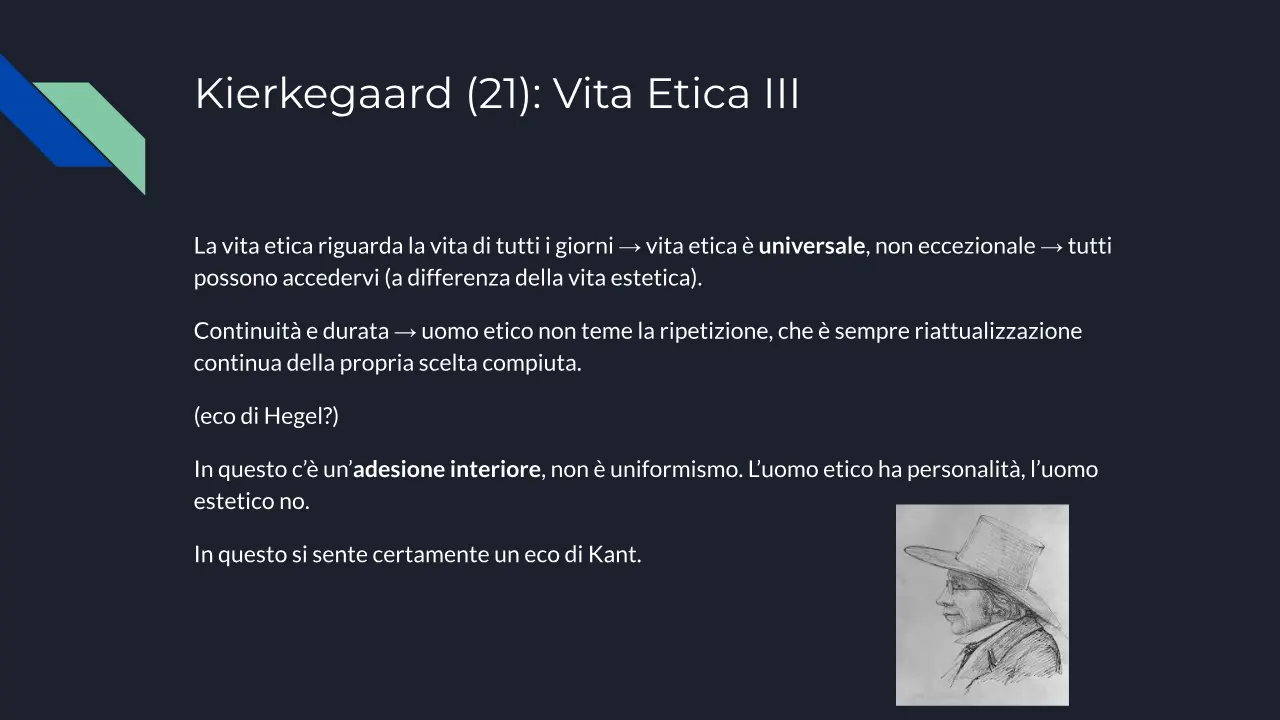 Kierkegaard (21): Vita Etica III
La vita etica riguarda la vita di tutti i giorni → vita etica è universale, non eccezionale → tutti
possono accedervi (a differenza della vita estetica).
Continuità e durata → uomo etico non teme la ripetizione, che è sempre riattualizzazione
continua della propria scelta compiuta.
(eco di Hegel?)
In questo c’è un’adesione interiore, non è uniformismo. L’uomo etico ha personalità, l’uomo
estetico no.
In questo si sente certamente un eco di Kant.